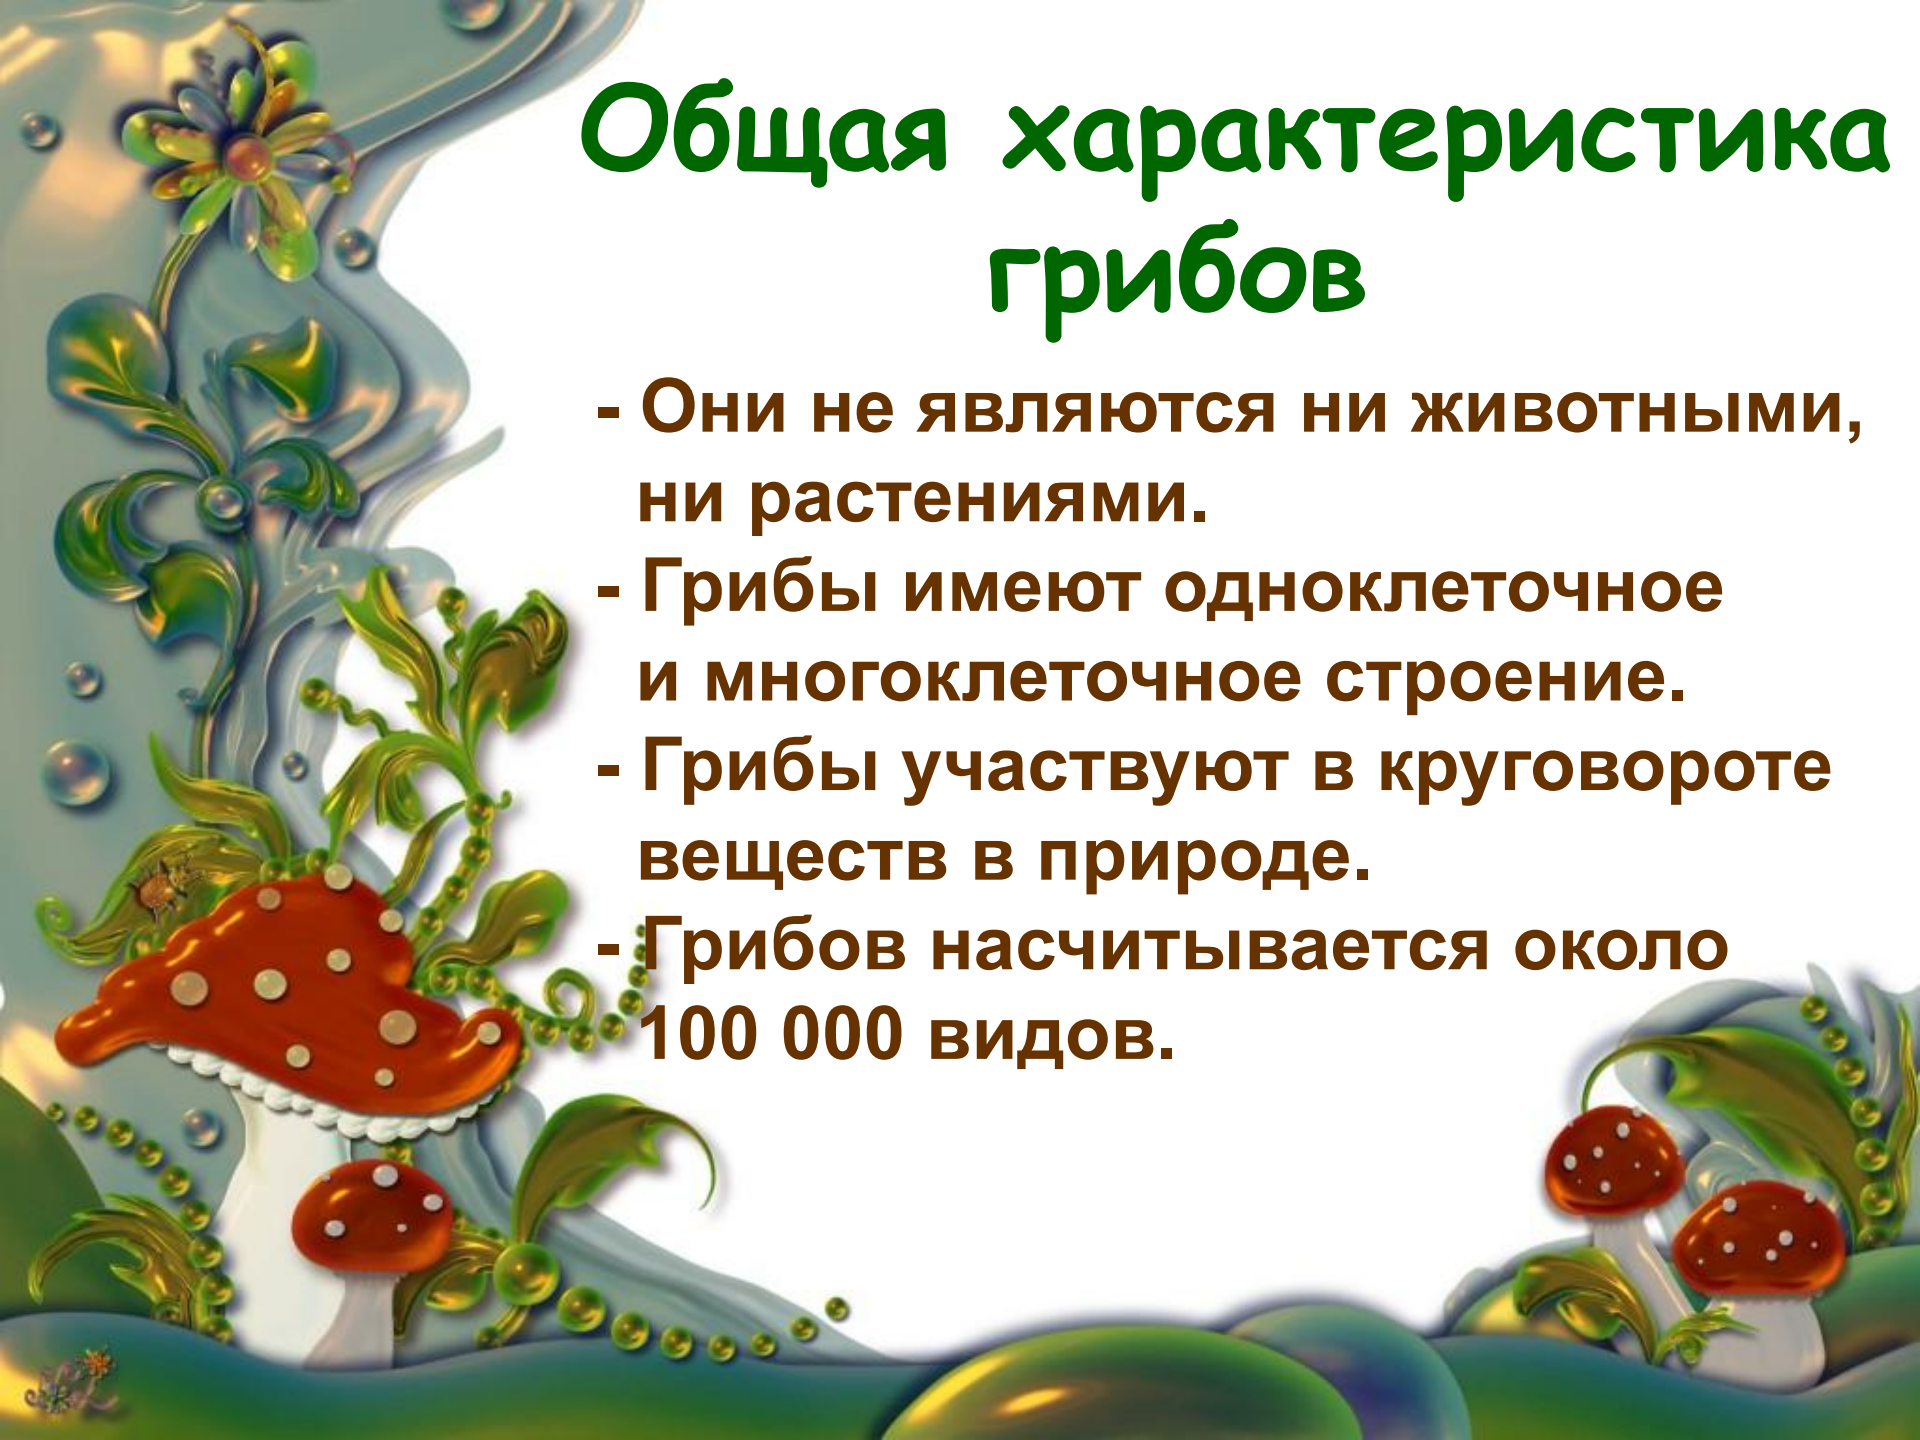 Общая характеристика
грибов
- Они не являются ни животными,
ни растениями.
- Грибы имеют одноклеточное
и многоклеточное строение.
- Грибы участвуют в круговороте
веществ в природе.
- Грибов насчитывается около
100 000 видов.